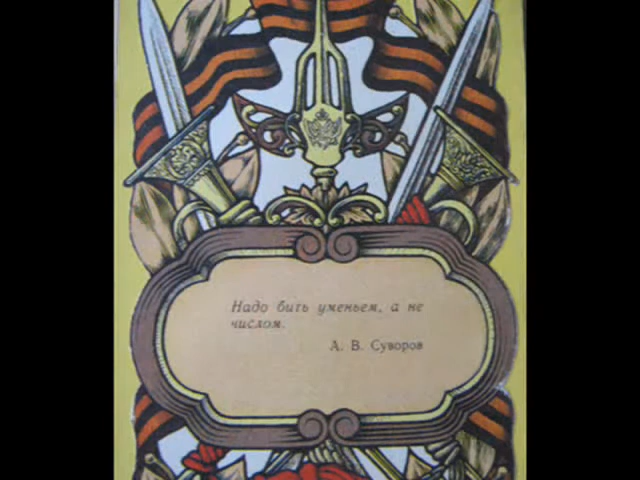 Надо бить уменьем, а не
числом.
А. В. Суворов